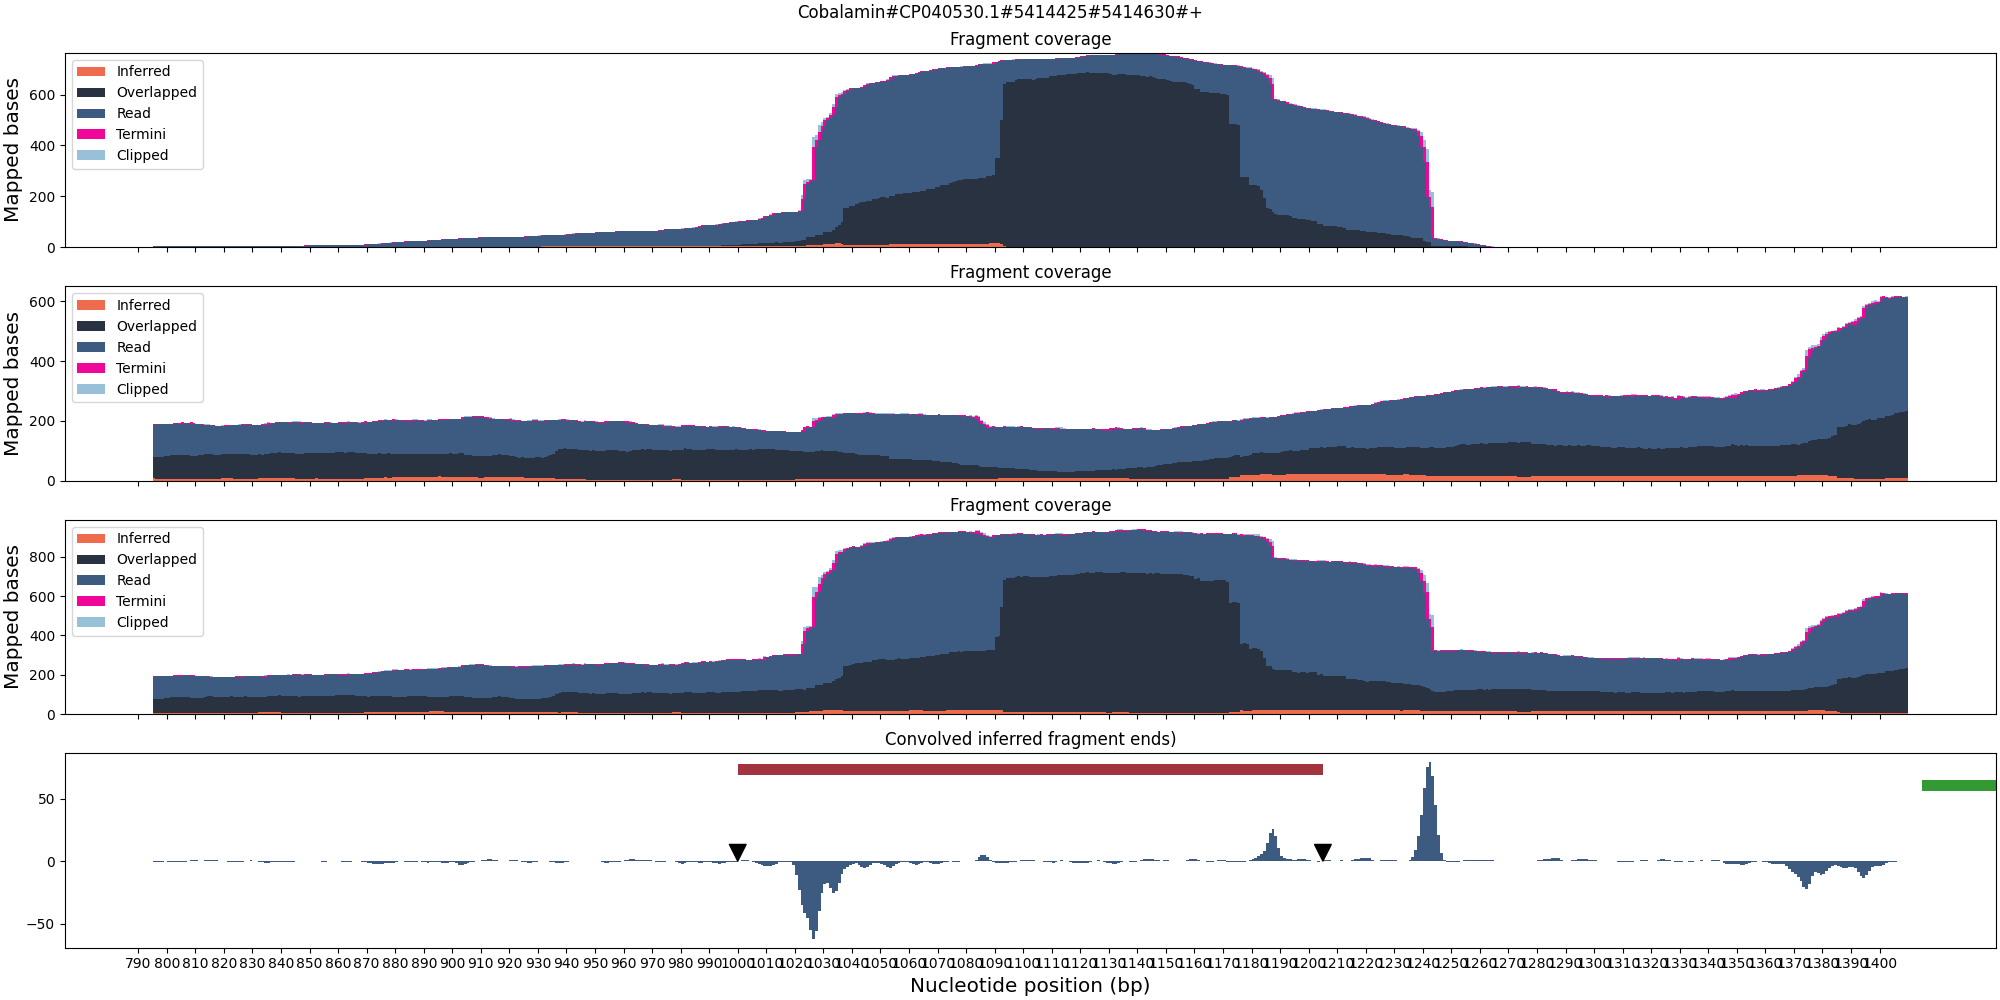 Cobalamin#CP040530.1#5414425#5414630#+
Fragment coverage
Mapped bases
600
400
200
0
Inferred
Overlapped
Read
Termini
Clipped
Fragment coverage
Mapped bases
600
400
200
0
Inferred
Overlapped
Read
Termini
Clipped
Fragment coverage
Mapped bases
800
600
400
200
0
Inferred
Overlapped
Read
Termini
Clipped
Convolved inferred fragment ends)
50
0
−50
790 800 810 820 830 840 850 860 870 880 890 900 910 920 930 940 950 960 970 980 990 1000 1010 1020 1030 1040 1050 1060 1070 1080 1090 1100 1110 1120 1130 1140 1150 1160 1170 1180 1190 1200 1210 1220 1230 1240 1250 1260 1270 1280 1290 1300 1310 1320 1330 1340 1350 1360 1370 1380 1390 1400
Nucleotide position (bp)